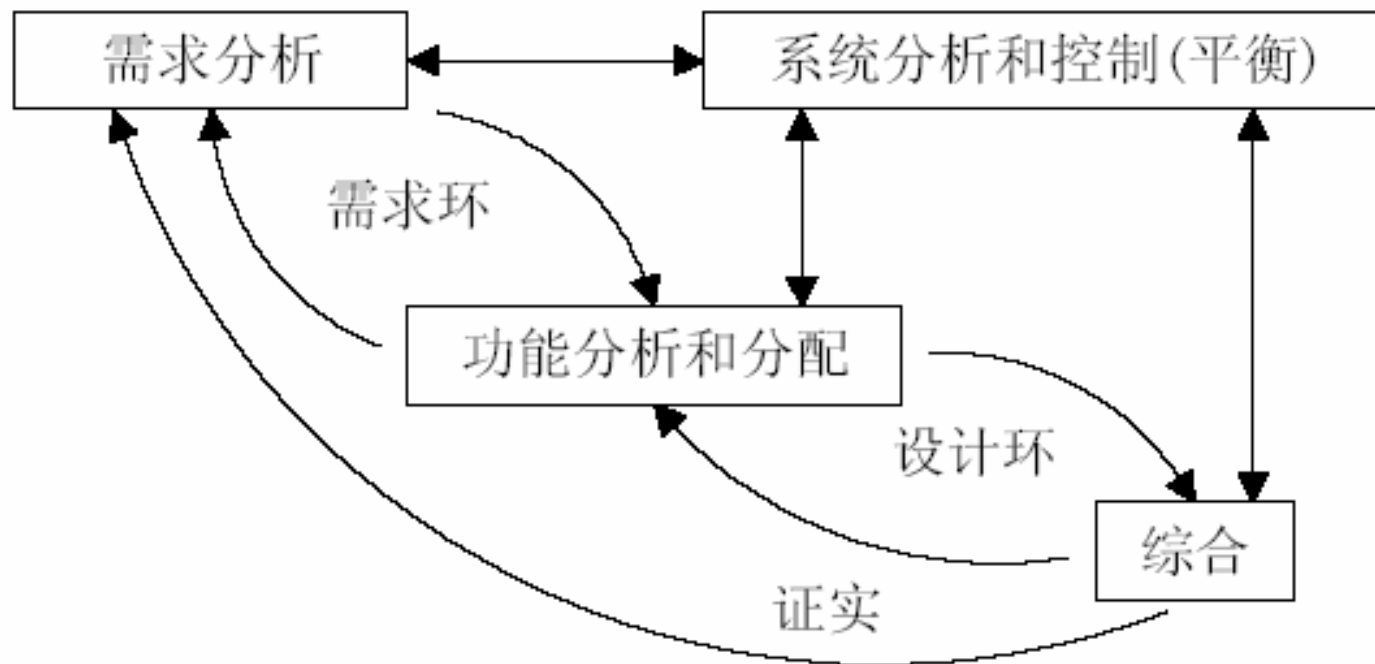 需求分析
系统分析和控制(平衡)
需求环
功能分析和分配
设计环
综合
证实